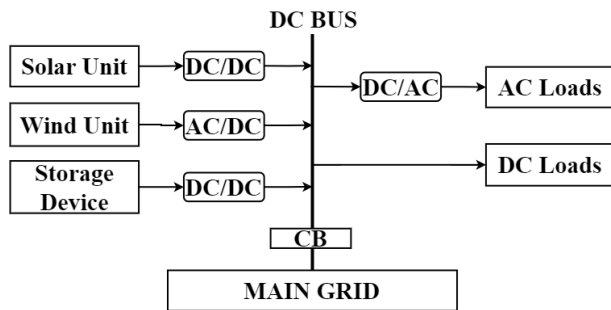 DC BUS
Solar Unit
DC/DC
DC/AC
AC Loads
Wind Unit
AC/DC
DC Loads
Storage
Device
DC/DC
CB
MAIN GRID